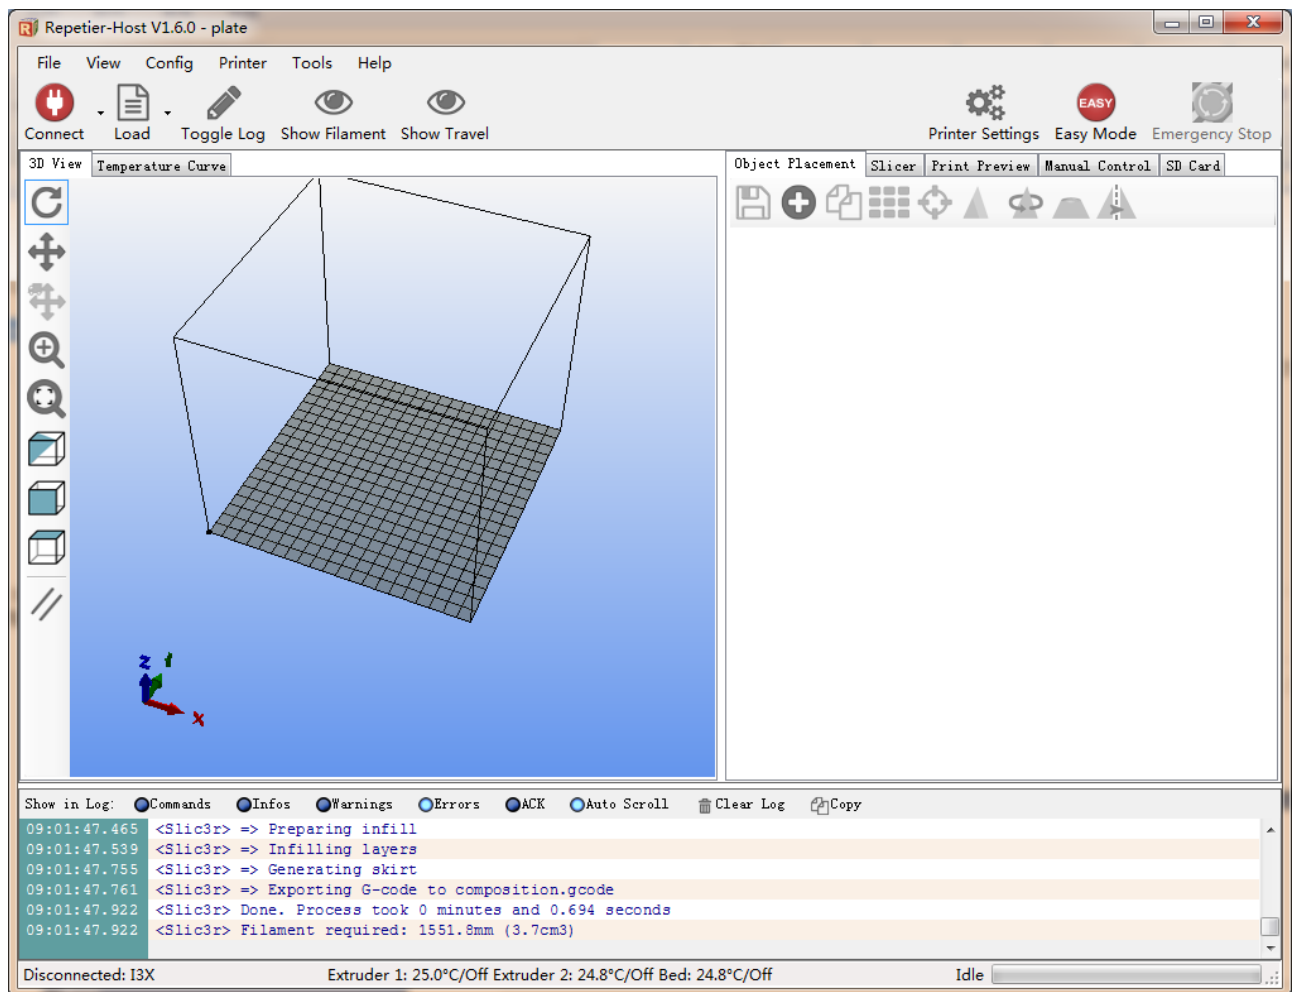 Repetier-Host V1.6.0 - plate
File View Config Printer Tools Help
EASY
Connect Load Toggle Log Show Filament Show Travel Printer Settings Easy Mode Emergency Stop
3D View Temperature Curve
Object Placement Slicer Print Preview Manual Control SD Card
Z
X
Show in Log: Commands Infos Warnings Errors ACK Auto Scroll Clear Log Copy
09:01:47.465 <Slic3r> => Preparing infill
09:01:47.539 <Slic3r> => Infilling layers
09:01:47.755 <Slic3r> => Generating skirt
09:01:47.761 <Slic3r> => Exporting G-code to composition.gcode
09:01:47.922 <Slic3r> Done. Process took 0 minutes and 0.694 seconds
09:01:47.922 <Slic3r> Filament required: 1551.8mm (3.7cm3)
Disconnected: I3X Extruder 1: 25.0°C/Off Extruder 2: 24.8°C/Off Bed: 24.8°C/Off Idle